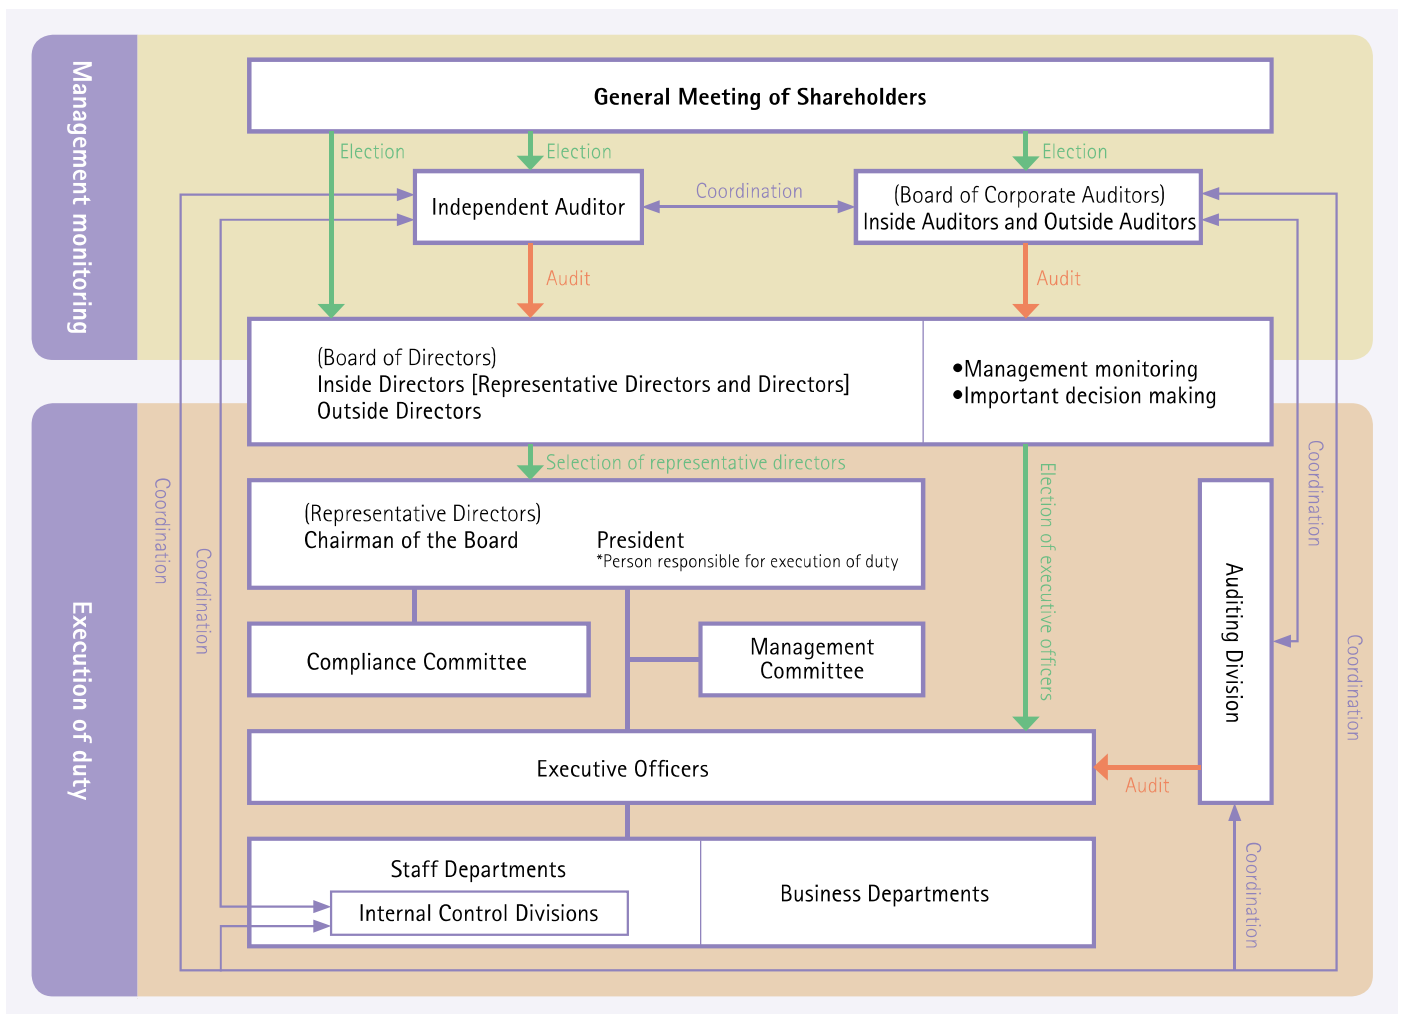 Management monitoring
General Meeting of Shareholders
Election
Election
Election
Independent Auditor
Coordination
(Board of Corporate Auditors)
Inside Auditors and Outside Auditors
Audit
Audit
(Board of Directors)
Inside Directors [Representative Directors and Directors]
Outside Directors
•Management monitoring
•Important decision making
Execution of duty
Selection of representative directors
Election of executive officers
Coordination
Coordination
Coordination
Coordination
(Representative Directors)
Chairman of the Board
President
*Person responsible for execution of duty
Compliance Committee
Management
Committee
Auditing Division
Executive Officers
Audit
Staff Departments
Internal Control Divisions
Business Departments
Coordination